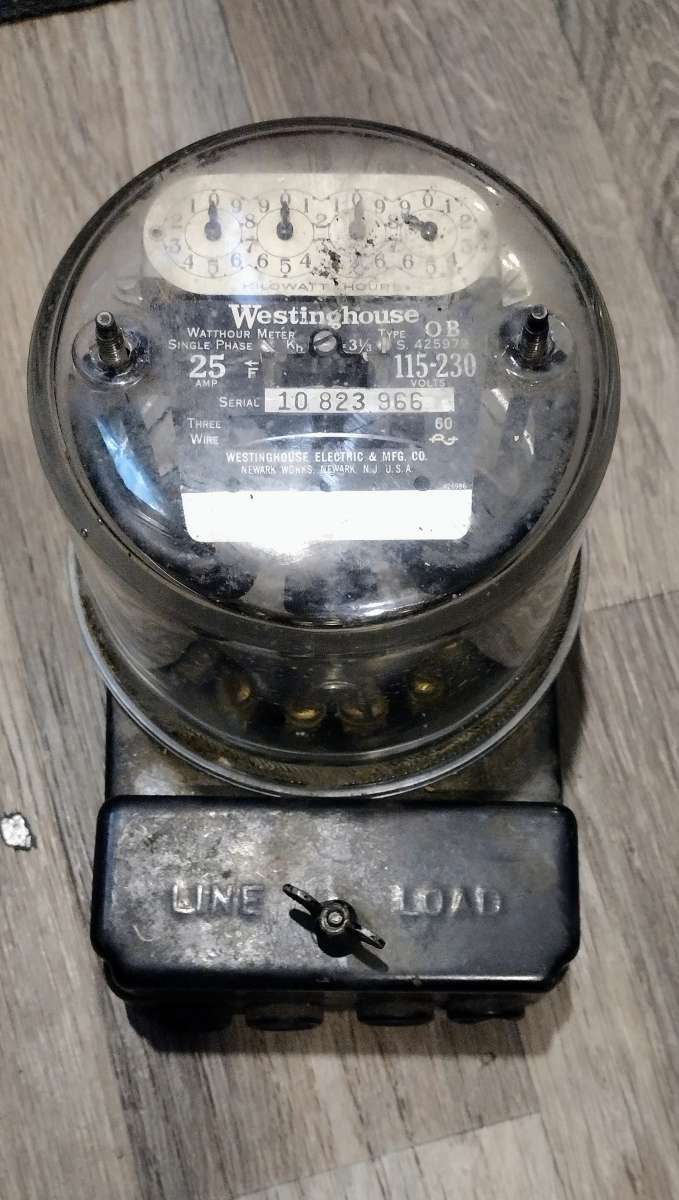 KILOWATT HOURS
Westinghouse
WATTHOUR METER TYPE OB
SINGLE PHASE Kh 3⅓ S. 425979
25 AMP F 115-230 VOLTS
SERIAL 10 823 966
THREE WIRE 60
WESTINGHOUSE ELECTRIC & MFG. CO.
NEWARK WORKS, NEWARK, N.J. U.S.A.
LINE LOAD